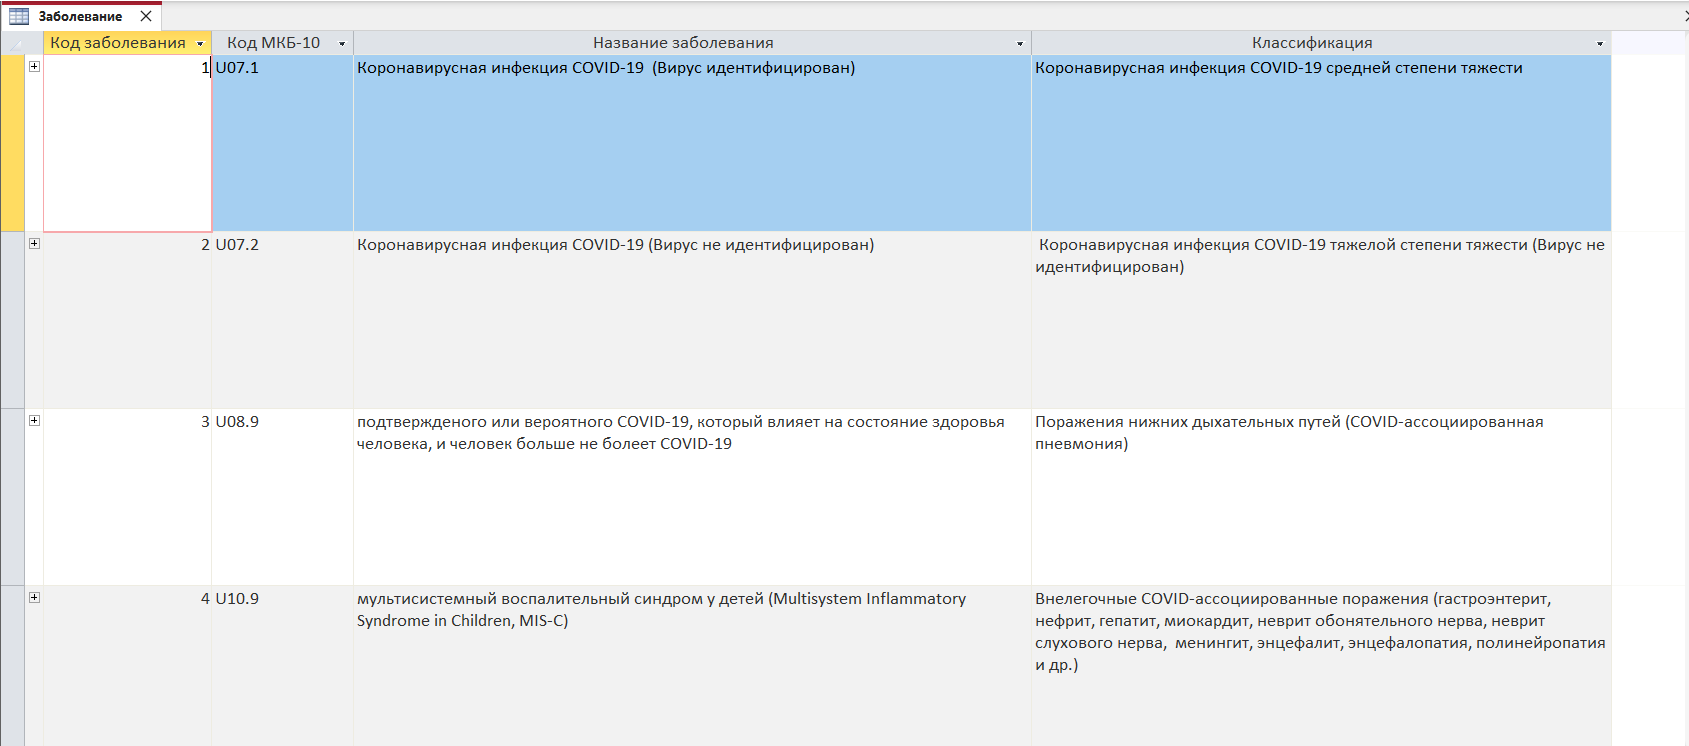 Заболевание
Код заболевания Код МКБ-10 Название заболевания Классификация
1 U07.1 Коронавирусная инфекция COVID-19  (Вирус идентифицирован) Коронавирусная инфекция COVID-19 средней степени тяжести
2 U07.2 Коронавирусная инфекция COVID-19 (Вирус не идентифицирован) Коронавирусная инфекция COVID-19 тяжелой степени тяжести (Вирус не
идентифицирован)
3 U08.9 подтвержденого или вероятного COVID-19, который влияет на состояние здоровья
человека, и человек больше не болеет COVID-19
Поражения нижних дыхательных путей (COVID-ассоциированная
пневмония)
4 U10.9 мультисистемный воспалительный синдром у детей (Multisystem Inflammatory
Syndrome in Children, MIS-C)
Внелегочные COVID-ассоциированные поражения (гастроэнтерит,
нефрит, гепатит, миокардит, неврит обонятельного нерва, неврит
слухового нерва,  менингит, энцефалит, энцефалопатия, полинейропатия
и др.)